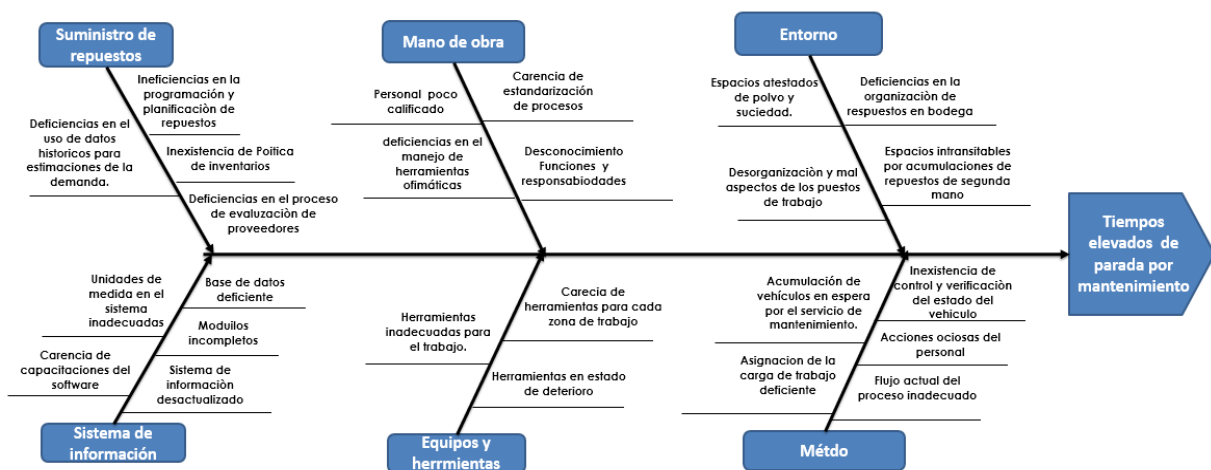 Suministro de
repuestos
Mano de obra
Entorno
Ineficiencias en la
programación y
planificaciòn de
repuestos
Deficiencias en el
uso de datos
historicos para
estimaciones de la
demanda.
Inexistencia de Poítica
de inventarios
Deficiencias en el proceso
de evaluzaciòn de
proveedores
Personal poco
calificado
Carencia de
estandarización
de procesos
deficiencias en el
manejo de
herramientas
ofimáticas
Desconocimiento
Funciones y
responsabiodades
Espacios atestados
de polvo y
suciedad.
Deficiencias en la
organizaciòn de
respuestos en bodega
Desorganizaciòn y mal
aspectos de los puestos
de trabajo
Espacios intransitables
por acumulaciones de
repuestos de segunda
mano
Tiempos
elevados de
parada por
mantenimiento
Unidades de
medida en el
sistema
inadecuadas
Base de datos
deficiente
Moduilos
incompletos
Carencia de
capacitaciones del
software
Sistema de
informaciòn
desactualizado
Herramientas
inadecuadas para
el trabajo.
Carecia de
herramientas para cada
zona de trabajo
Herramientas en estado
de deterioro
Acumulación de
vehículos en espera
por el servicio de
mantenimiento.
Inexistencia de
control y verificaciòn
del estado del
vehiculo
Acciones ociosas del
personal
Asignacion de la
carga de trabajo
deficiente
Flujo actual del
proceso inadecuado
Sistema de
información
Equipos y
herrmientas
Métdo